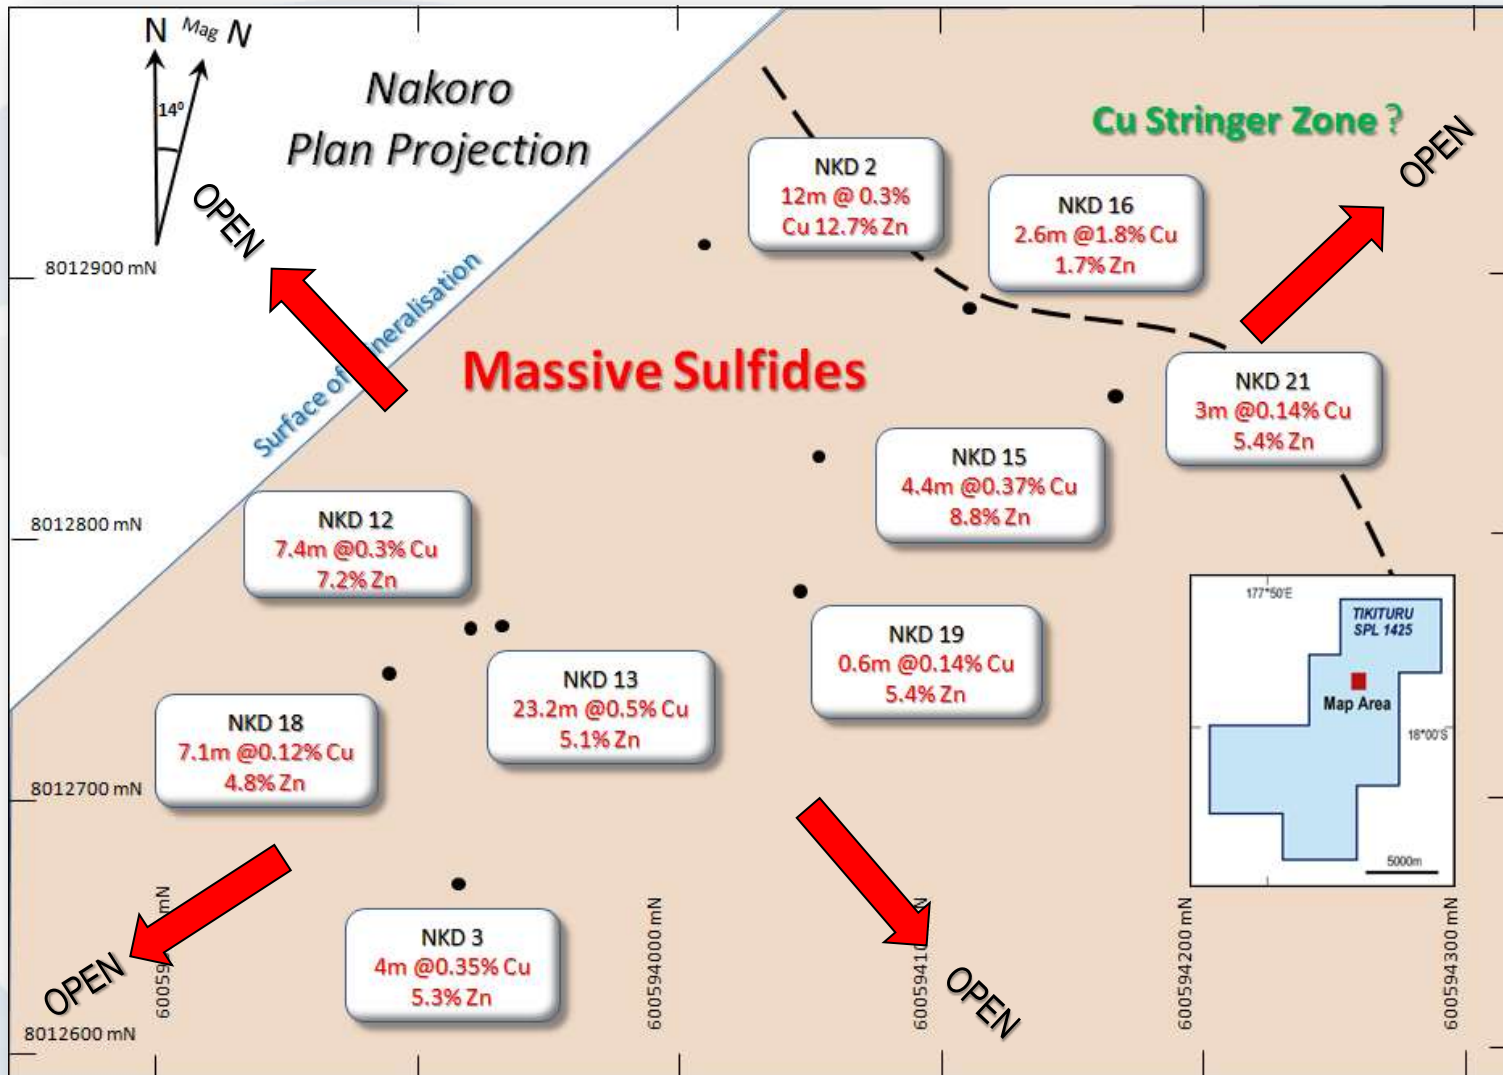 N Mag N
14⁰
Nakoro
Plan Projection
OPEN
Cu Stringer Zone ?
OPEN
NKD 2
12m @ 0.3%
Cu 12.7% Zn
NKD 16
2.6m @1.8% Cu
1.7% Zn
8012900 mN
Surface of
Massive Sulfides
NKD 21
3m @0.14% Cu
5.4% Zn
NKD 15
4.4m @0.37% Cu
8.8% Zn
NKD 12
7.4m @0.3% Cu
7.2% Zn
8012800 mN
NKD 19
0.6m @0.14% Cu
5.4% Zn
NKD 13
23.2m @0.5% Cu
5.1% Zn
NKD 18
7.1m @0.12% Cu
4.8% Zn
177°50'E
TIKITURU
SPL 1425
Map Area
18°00'S
5000m
8012700 mN
NKD 3
4m @0.35% Cu
5.3% Zn
OPEN
OPEN
600594000 mN
600594200 mN
600594300 mN
8012600 mN